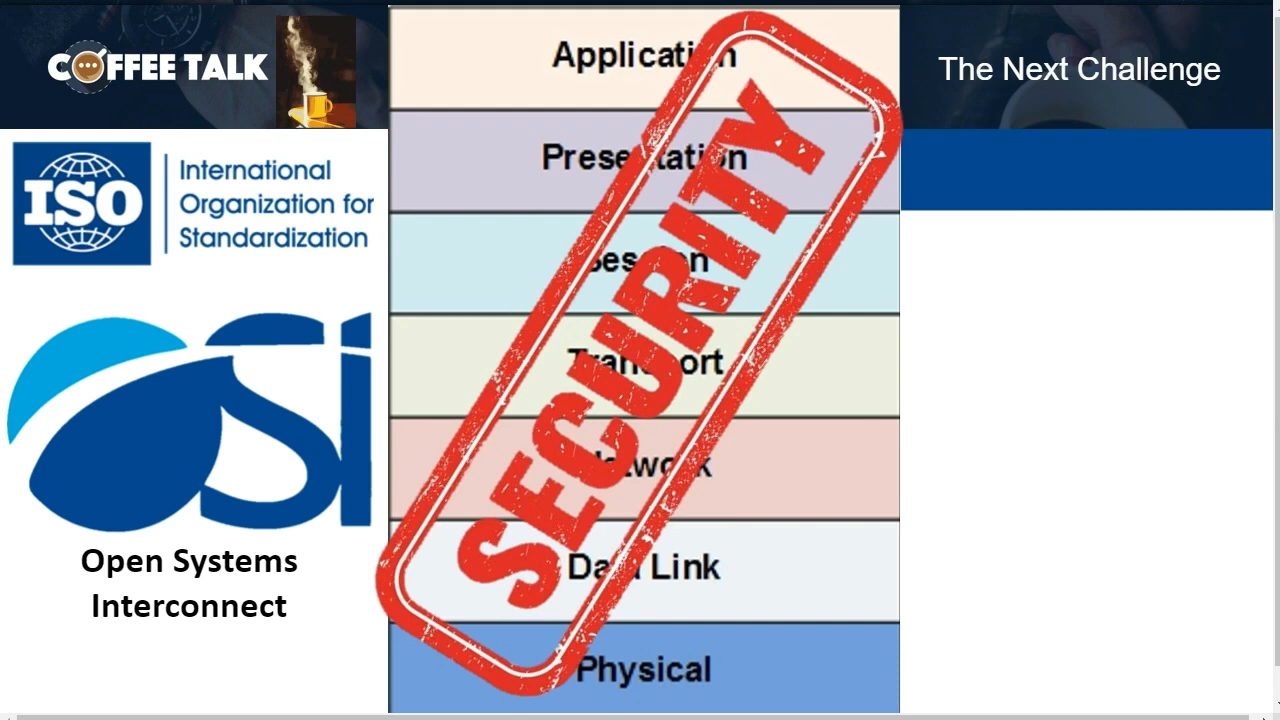 COFFEE TALK
The Next Challenge
ISO
International
Organization for
Standardization
OSI
Open Systems
Interconnect
Application
Presentation
Session
Transport
Network
Data Link
Physical
SECURITY